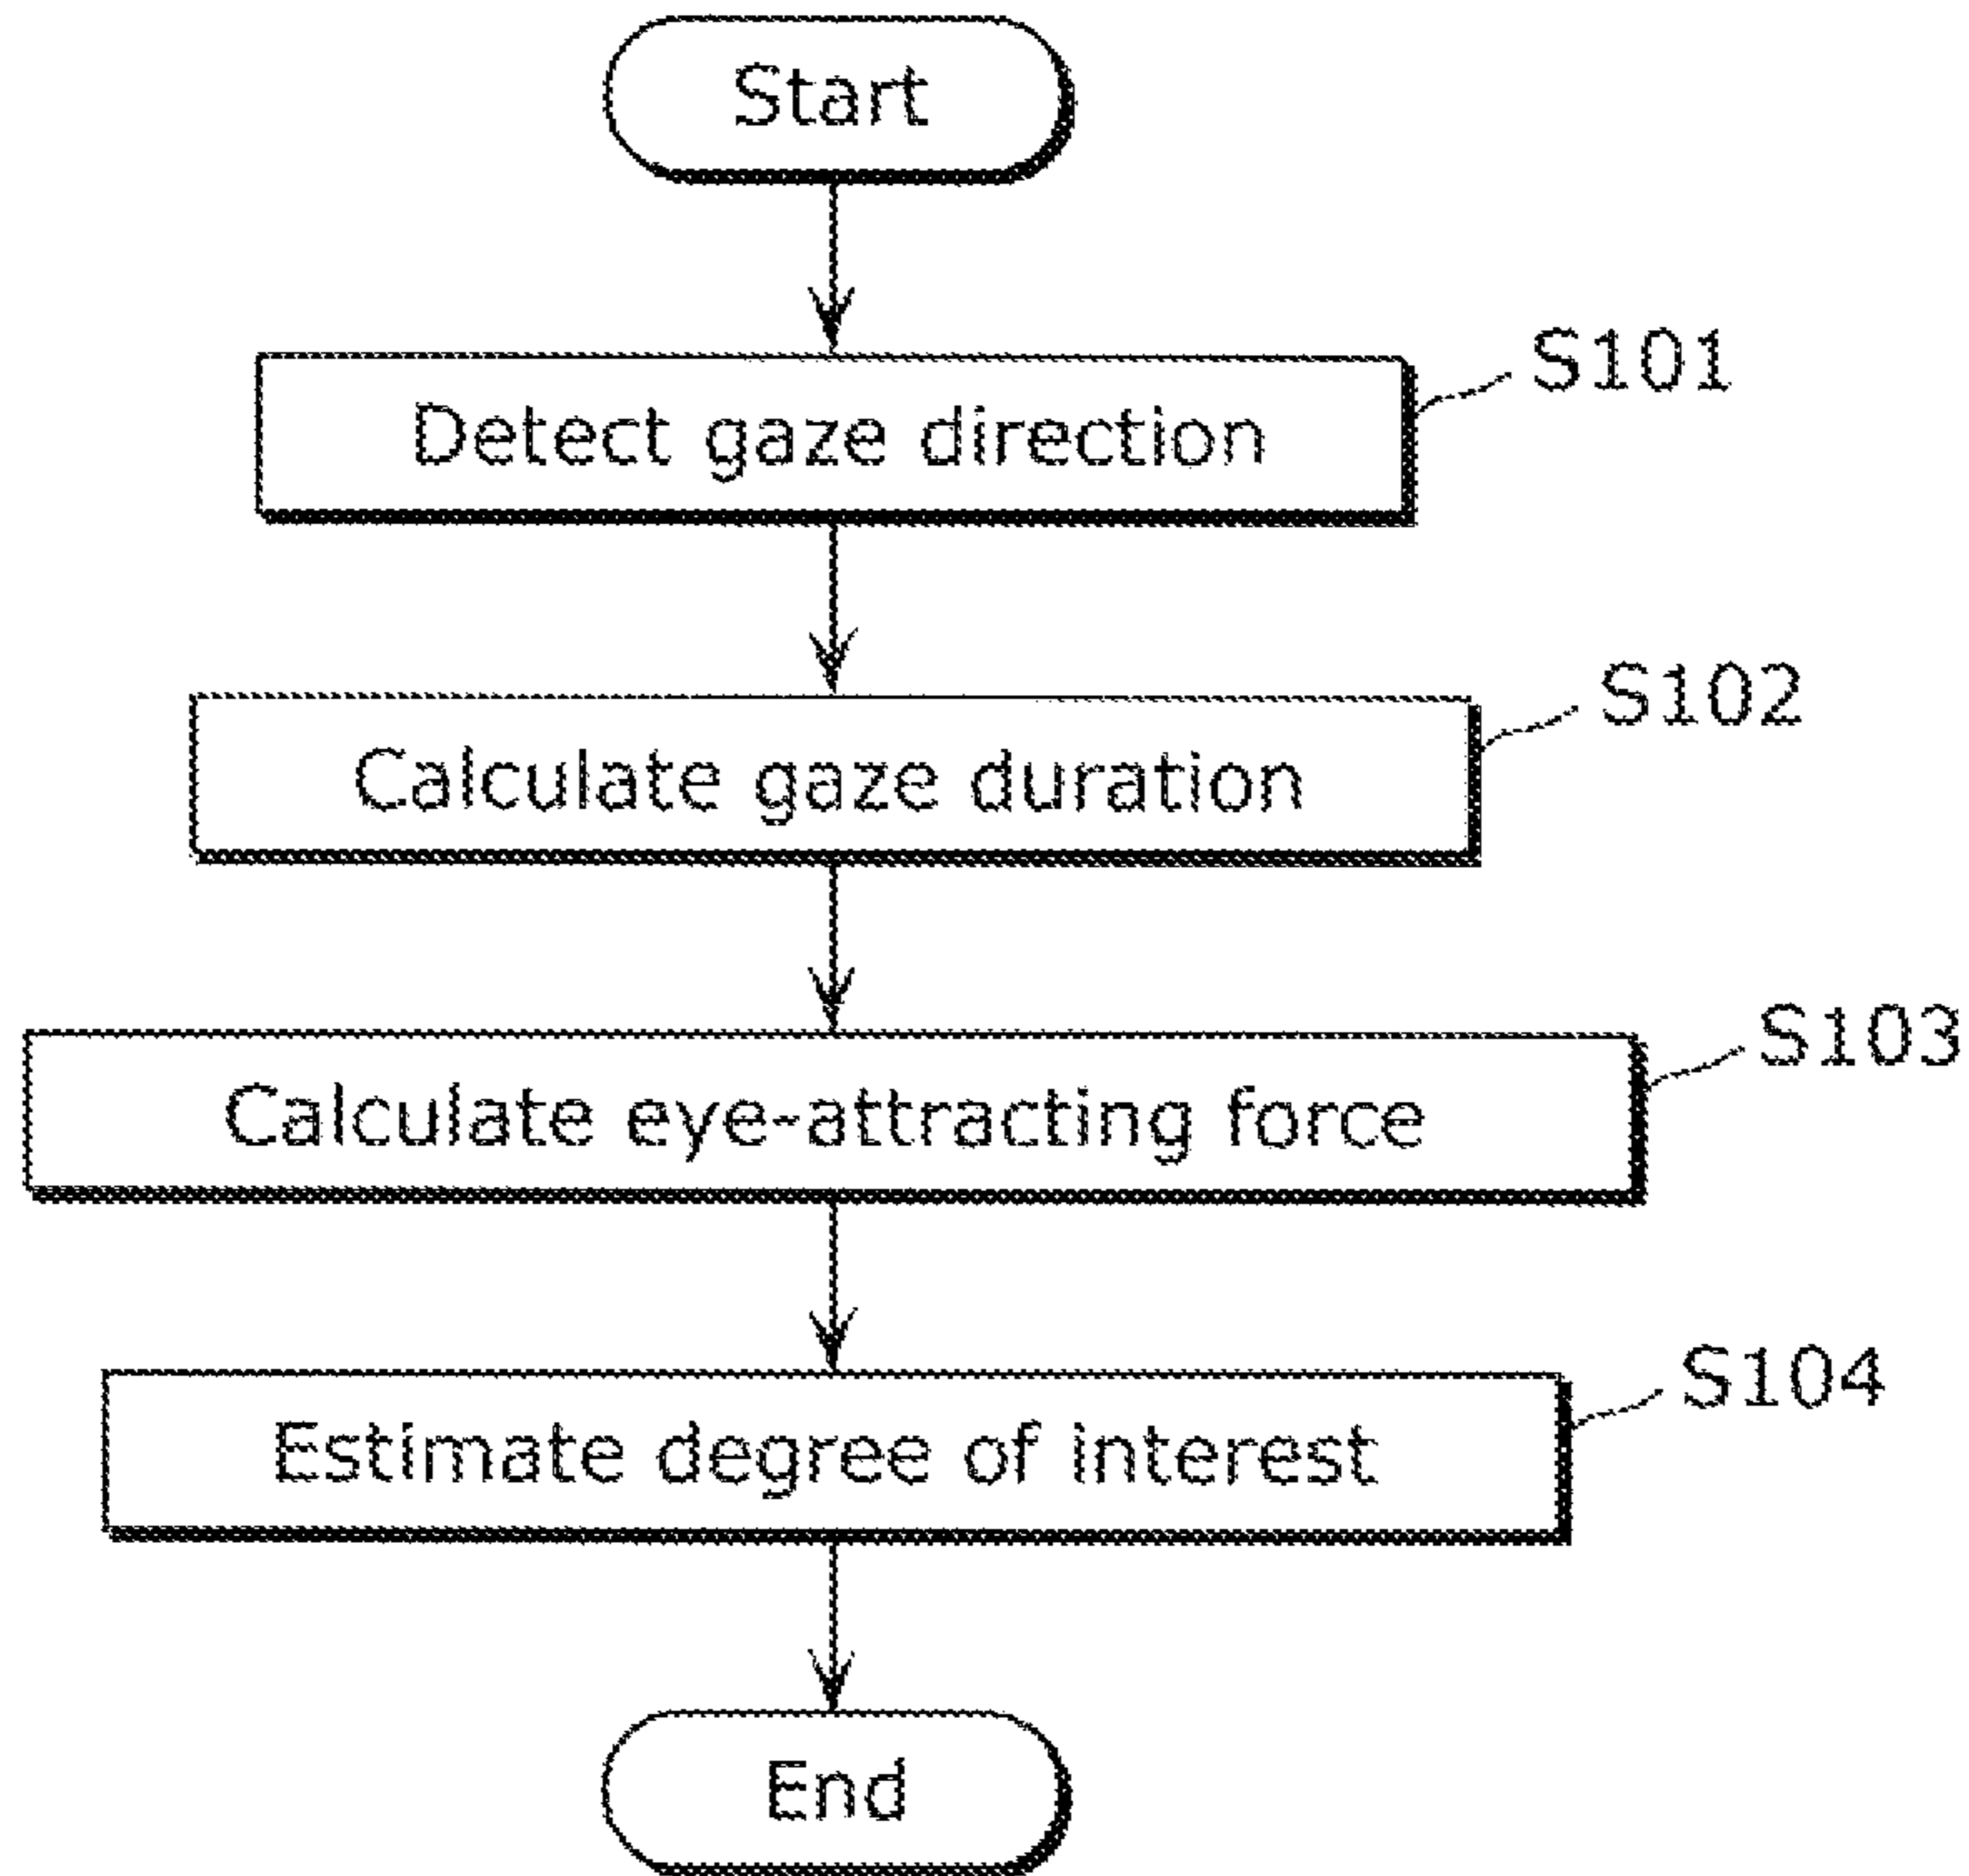 Start
Detect gaze direction
S101
Calculate gaze duration
S102
Calculate eye-attracting force
S103
Estimate degree of interest
S104
End